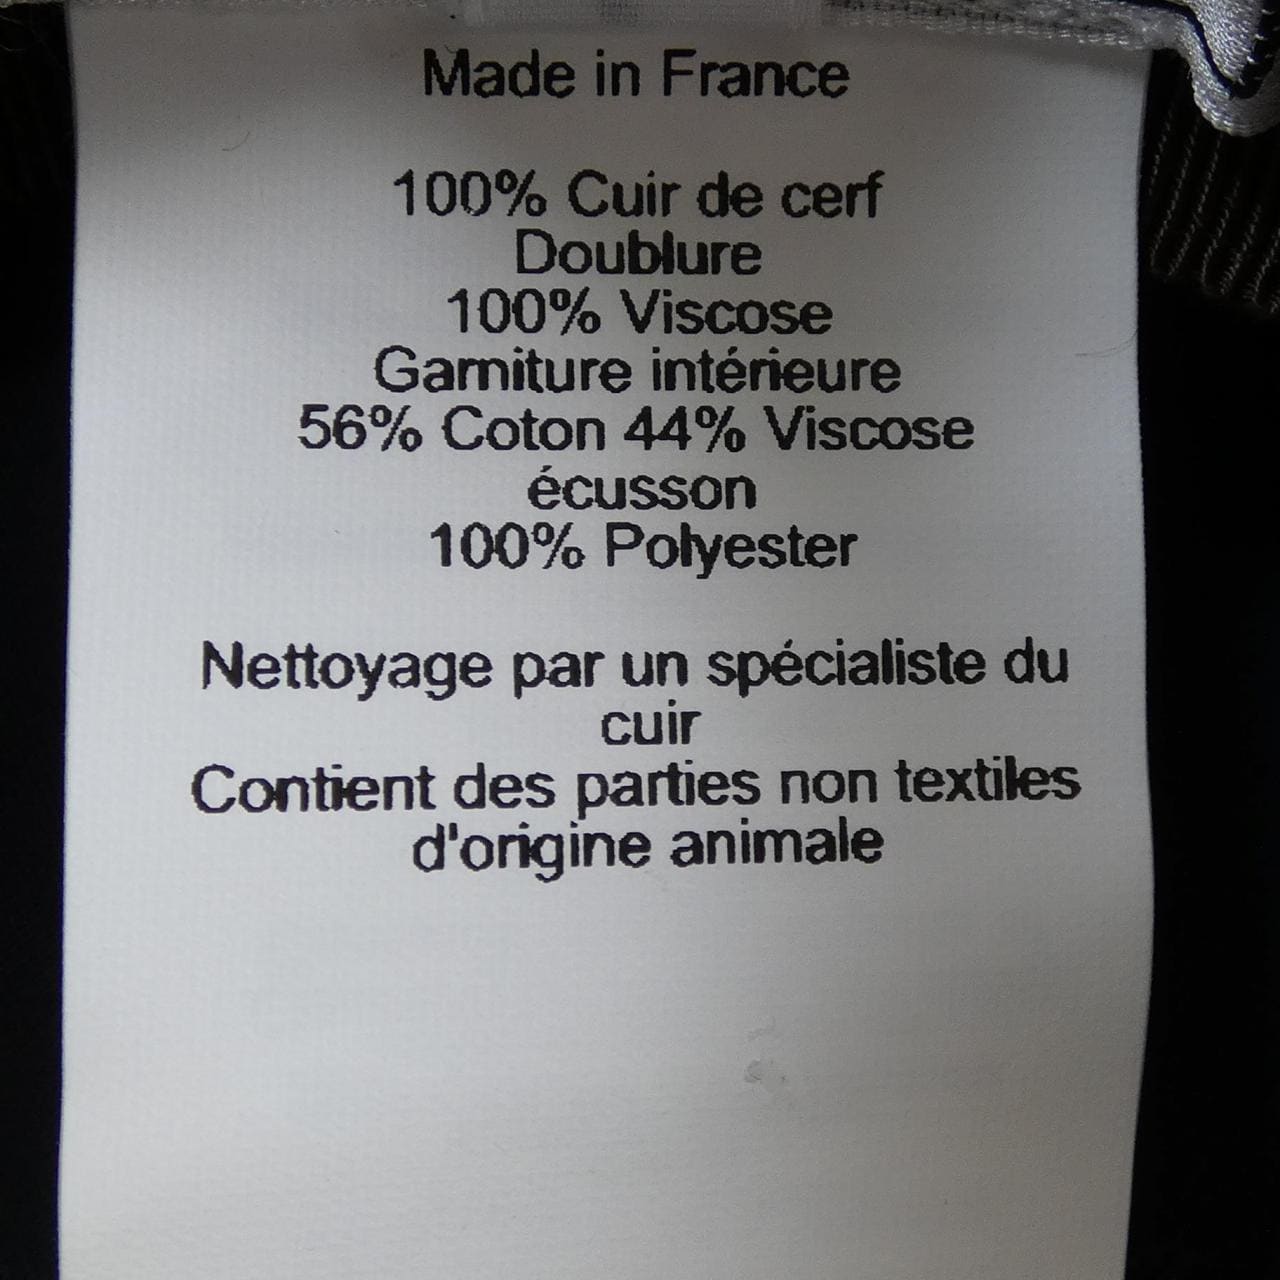 Made in France
100% Cuir de cerf
Doublure
100% Viscose
Garniture intérieure
56% Coton 44% Viscose
écusson
100% Polyester
Nettoyage par un spécialiste du
cuir
Contient des parties non textiles
d'origine animale